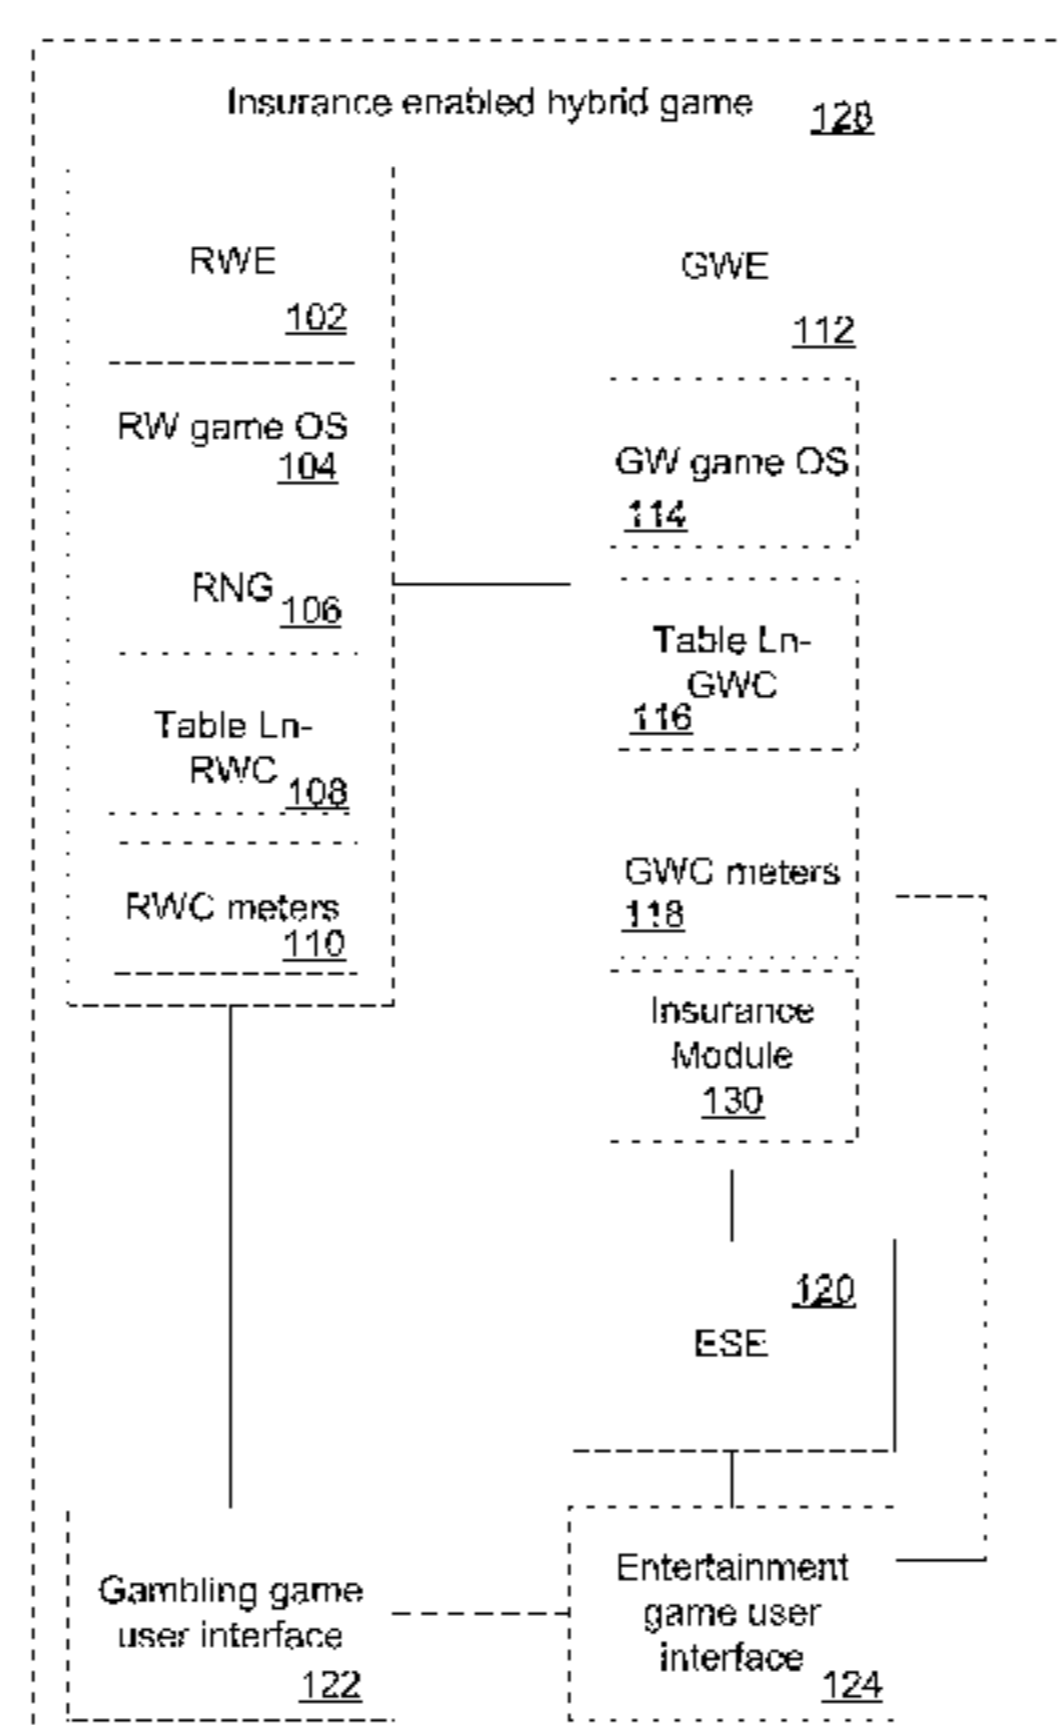 Insurance enabled hybrid game 128
RWE
102
RW game OS
104
RNG 106
Table Ln-
RWC 108
RWC meters
110
GWE
112
GW game OS
114
Table Ln-
GWC
116
GWC meters
118
Insurance
Module
130
120
ESE
Gambling game
user interface
122
Entertainment
game user
interface
124